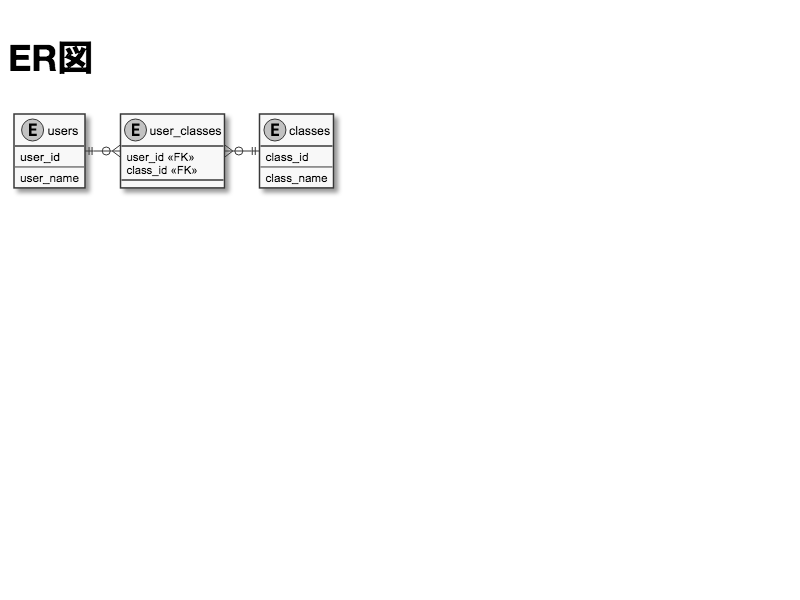 ER図
E users
user_id
user_name
E user_classes
user_id «FK»
class_id «FK»
E classes
class_id
class_name